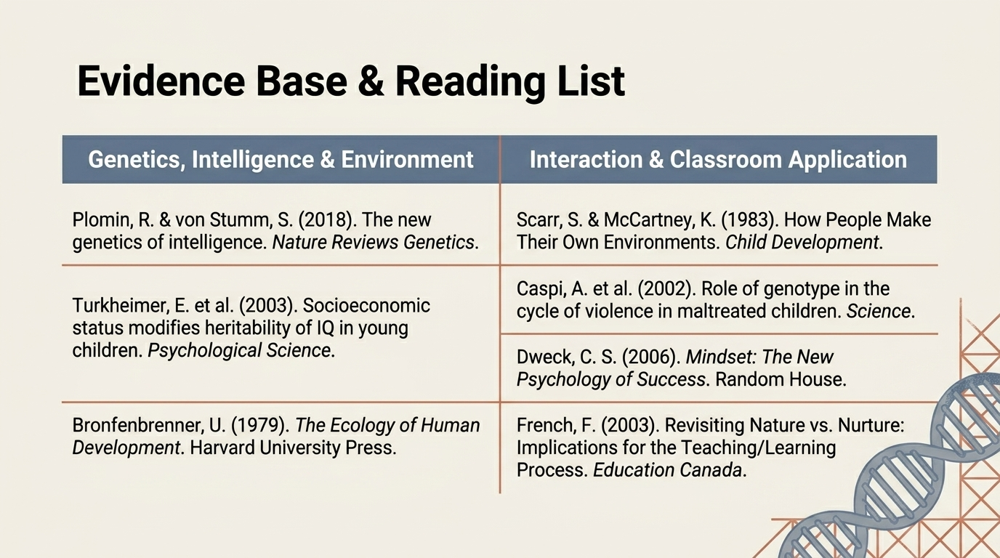 Evidence Base & Reading List
Genetics, Intelligence & Environment
Plomin, R. & von Stumm, S. (2018). The new
genetics of intelligence. Nature Reviews Genetics.
Turkheimer, E. et al. (2003). Socioeconomic
status modifies heritability of IQ in young
children. Psychological Science.
Bronfenbrenner, U. (1979). The Ecology of Human
Development. Harvard University Press.
Interaction & Classroom Application
Scarr, S. & McCartney, K. (1983). How People Make
Their Own Environments. Child Development.
Caspi, A. et al. (2002). Role of genotype in the
cycle of violence in maltreated children. Science.
Dweck, C. S. (2006). Mindset: The New
Psychology of Success. Random House.
French, F. (2003). Revisiting Nature vs. Nurture:
Implications for the Teaching/Learning
Process. Education Canada.